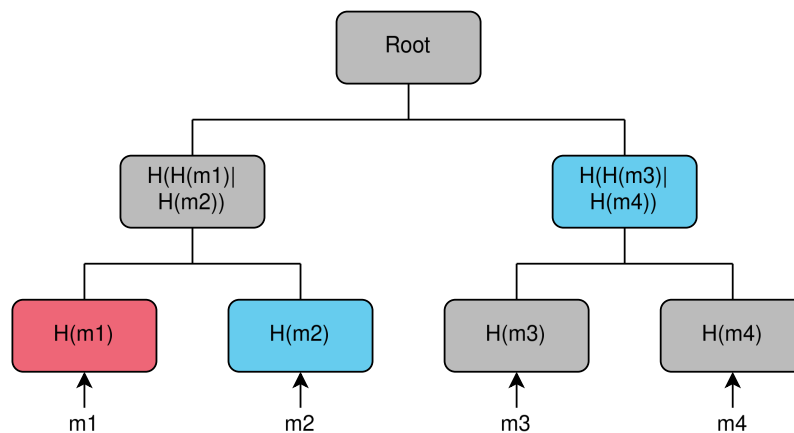 Root
H(H(m1)|
H(m2))
H(H(m3)|
H(m4))
H(m1)
H(m2)
H(m3)
H(m4)
m1
m2
m3
m4